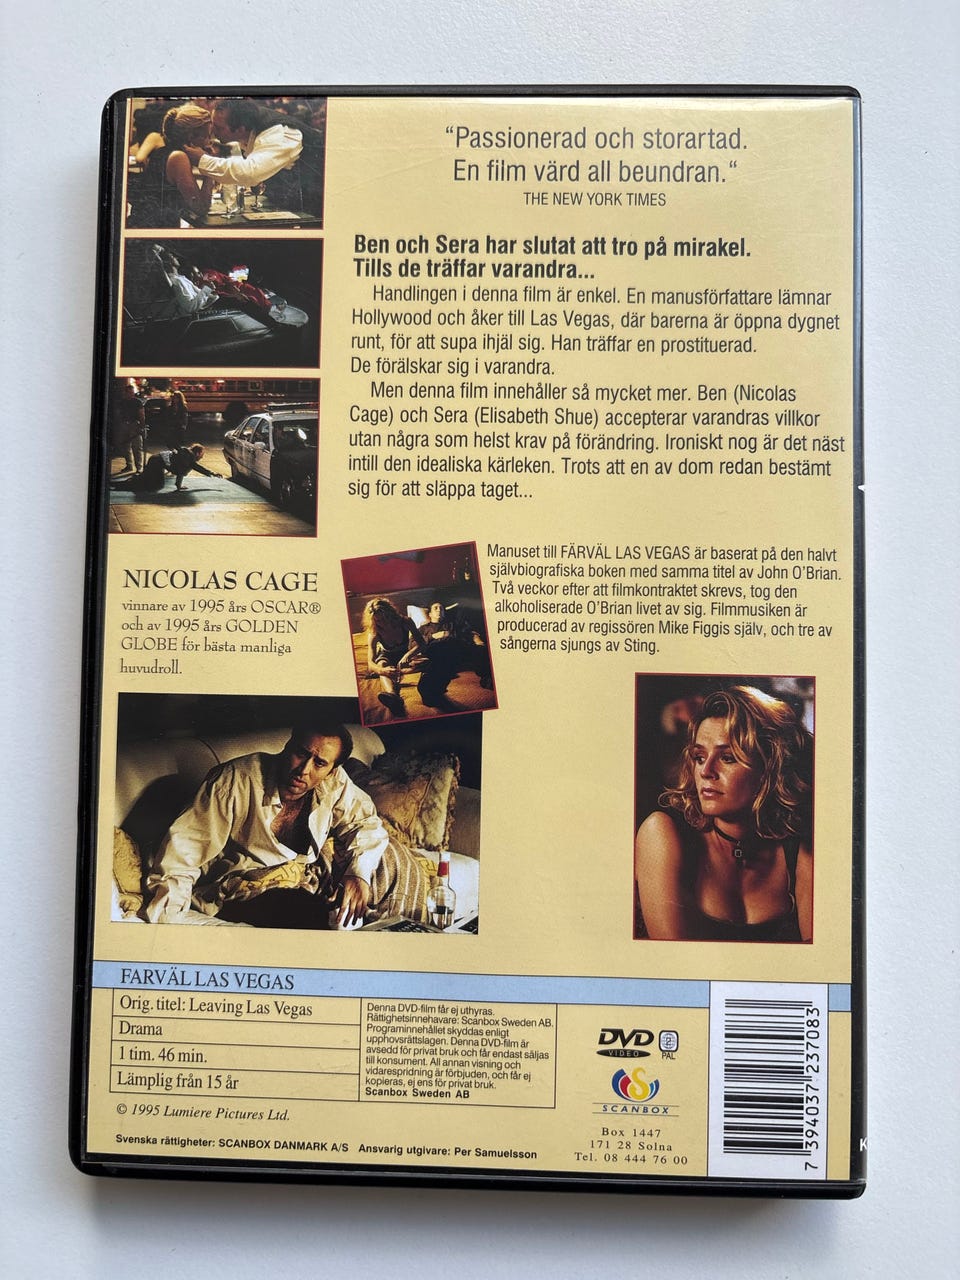 “Passionerad och storartad.
En film värd all beundran.“
THE NEW YORK TIMES
Ben och Sera har slutat att tro på mirakel.
Tills de träffar varandra...
Handlingen i denna film är enkel. En manusförfattare lämnar
Hollywood och åker till Las Vegas, där barerna är öppna dygnet
runt, för att supa ihjäl sig. Han träffar en prostituerad.
De förälskar sig i varandra.
Men denna film innehåller så mycket mer. Ben (Nicolas
Cage) och Sera (Elisabeth Shue) accepterar varandras villkor
utan några som helst krav på förändring. Ironiskt nog är det näst
intill den idealiska kärleken. Trots att en av dom redan bestämt
sig för att släppa taget...
Manuset till FÄRVÄL LAS VEGAS är baserat på den halvt
självbiografiska boken med samma titel av John O’Brian.
Två veckor efter att filmkontraktet skrevs, tog den
alkoholiserade O’Brian livet av sig. Filmmusiken är
producerad av regissören Mike Figgis själv, och tre av
sångerna sjungs av Sting.
NICOLAS CAGE
vinnare av 1995 års OSCAR®
och av 1995 års GOLDEN
GLOBE för bästa manliga
huvudroll.
FARVÄL LAS VEGAS
Orig. titel: Leaving Las Vegas
Drama
1 tim. 46 min.
Lämplig från 15 år
Denna DVD-film får ej uthyras.
Rättighetsinnehavare: Scanbox Sweden AB.
Programinnehållet skyddas enligt
upphovsrättslagen. Denna DVD-film är
avsedd för privat bruk och får endast säljas
till konsument. All annan visning och
vidarespridning är förbjuden, och får ej
kopieras, ej ens för privat bruk.
Scanbox Sweden AB
© 1995 Lumiere Pictures Ltd.
Svenska rättigheter: SCANBOX DANMARK A/S Ansvarig utgivare: Per Samuelsson
DVD
VIDEO
2
PAL
SCANBOX
Box 1447
171 28 Solna
Tel. 08 444 76 00
7 394037 237083
K